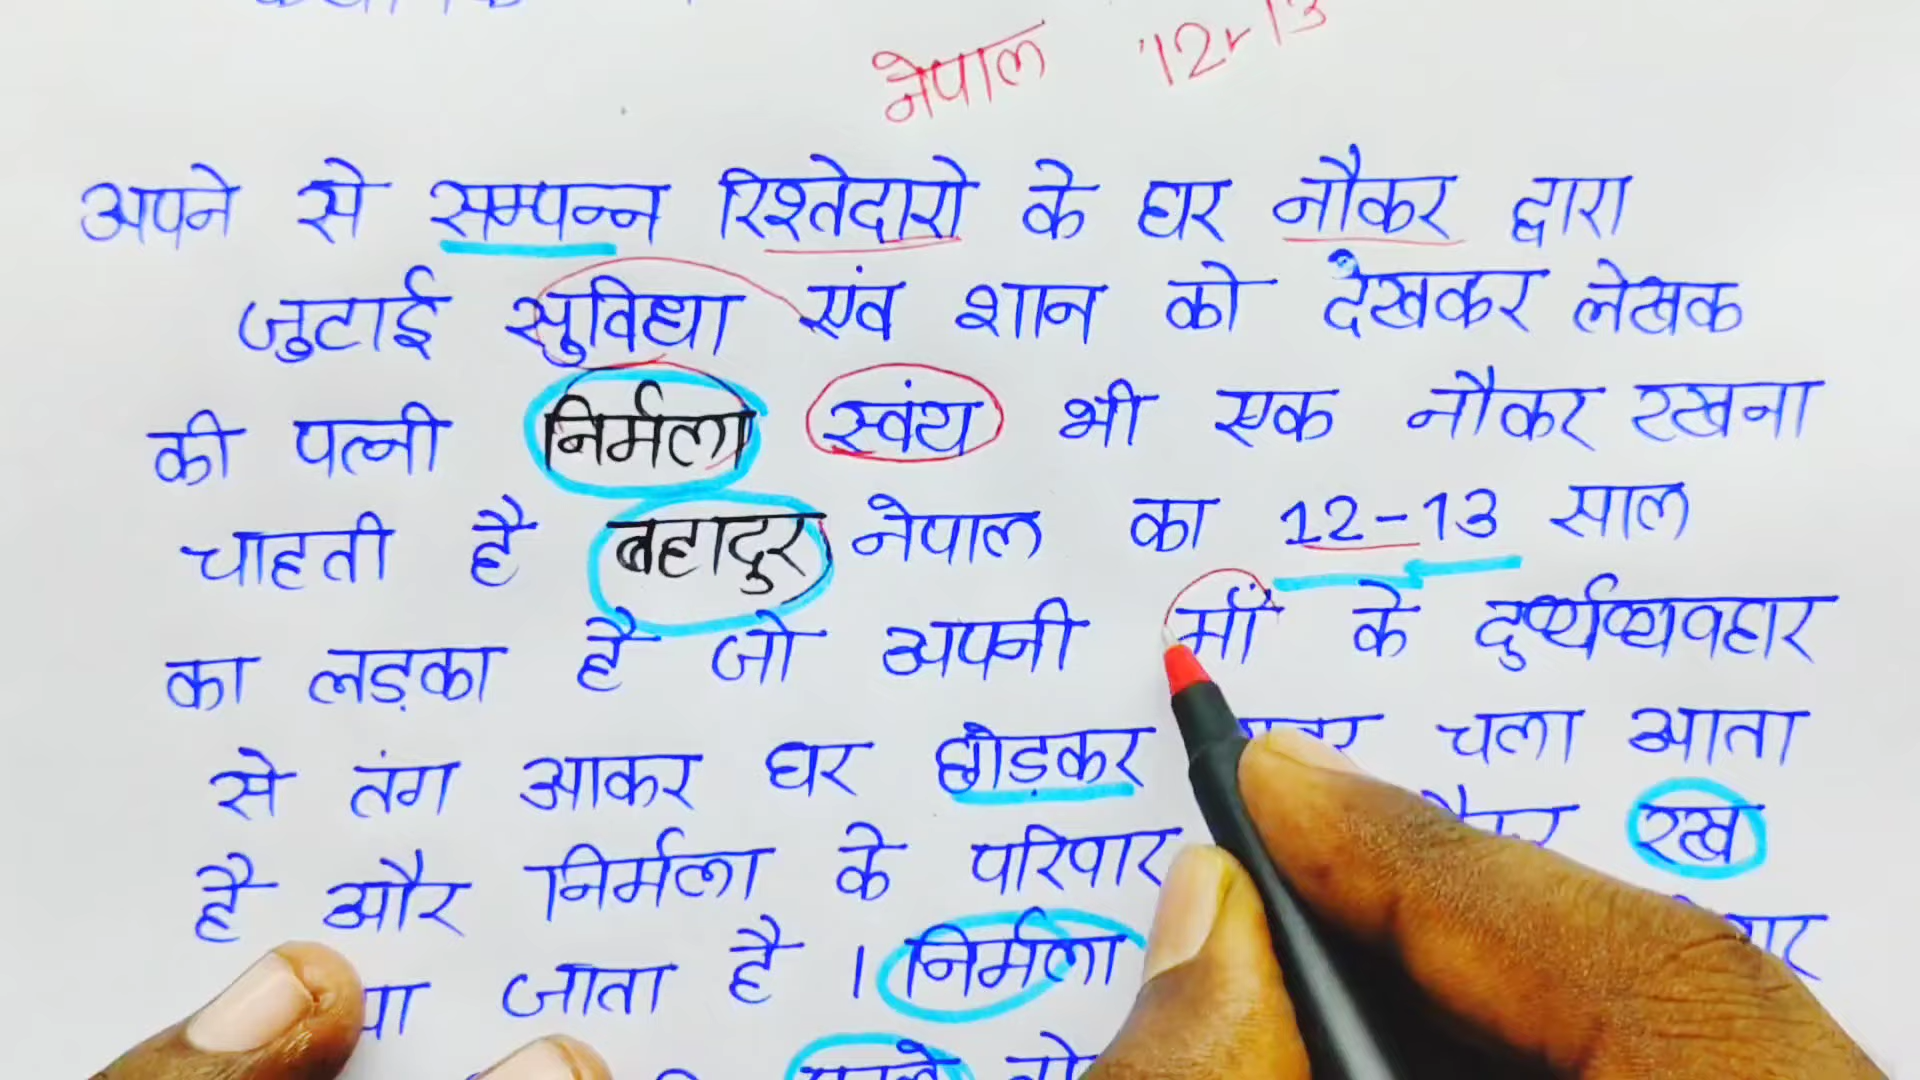 नेपाल 12-13
अपने से सम्पन्न रिश्तेदारो के घर नौकर द्वारा
जुटाई सुविधा एंव शान को देखकर लेखक
की पत्नी निर्मला स्वंय भी एक नौकर रखना
चाहती है बहादुर नेपाल का 12-13 साल
का लड़का है जो अपनी माँ के दुर्व्यव्यवहार
से तंग आकर घर छोड़कर चला आता
है और निर्मला के परिवार रख
जाता है । निर्मला